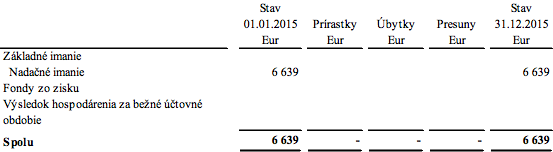 Stav Stav
01.01.2015 Prírastky Úbytky Presuny 31.12.2015
Eur Eur Eur Eur Eur
Základné imanie
Nadačné imanie 6 639 6 639
Fondy zo zisku
Výsledok hospodárenia za bežné účtovné
obdobie
Spolu 6 639 - - - 6 639